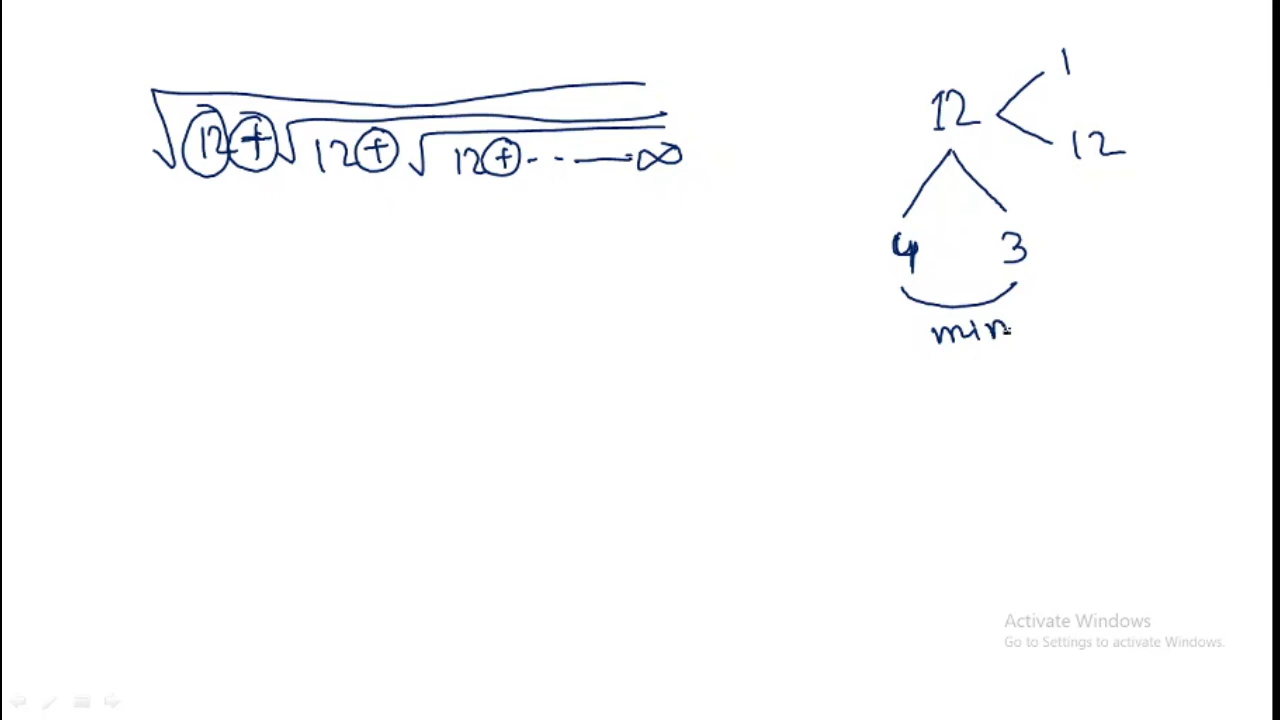 √12+√12+√12+--—∞
12 < 1
12
4 3
min
Activate Windows
Go to Settings to activate Windows.